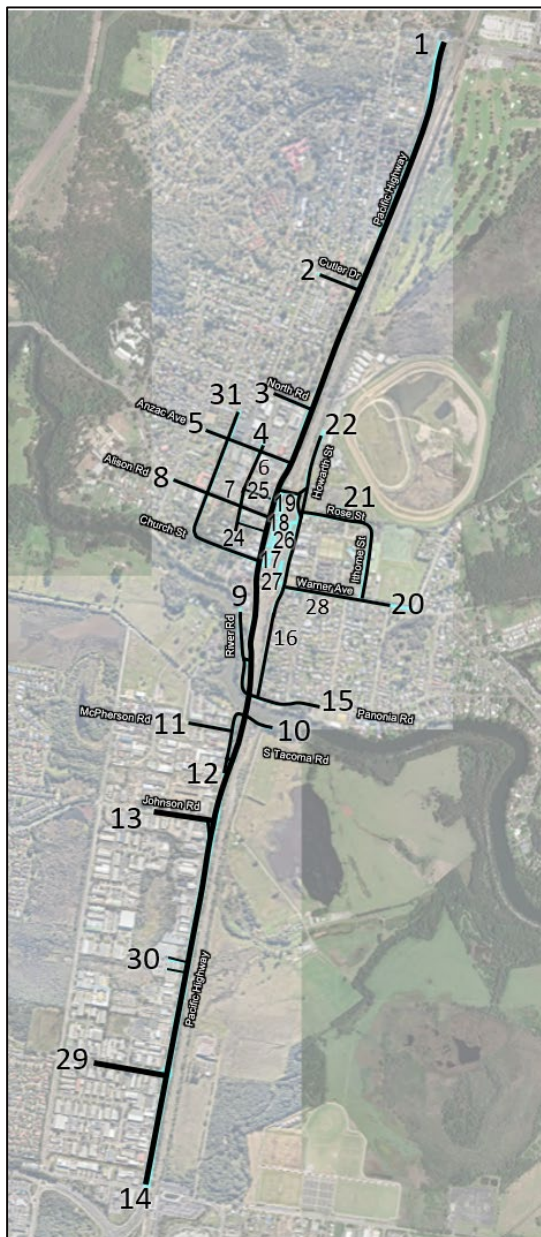 1
Pacific Highway
Cutler Dr
2
North Rd
3
31
Anzac Ave
5
4
22
6
Howarth St
Alison Rd
8
7
25
19
21
Rose St
18
Church St
24
26
Ithome St
17
27
Warner Ave
9
28
20
River Rd
16
15
Panonia Rd
McPherson Rd
11
10
S Tacoma Rd
12
Johnson Rd
13
30
Pacific Highway
29
14